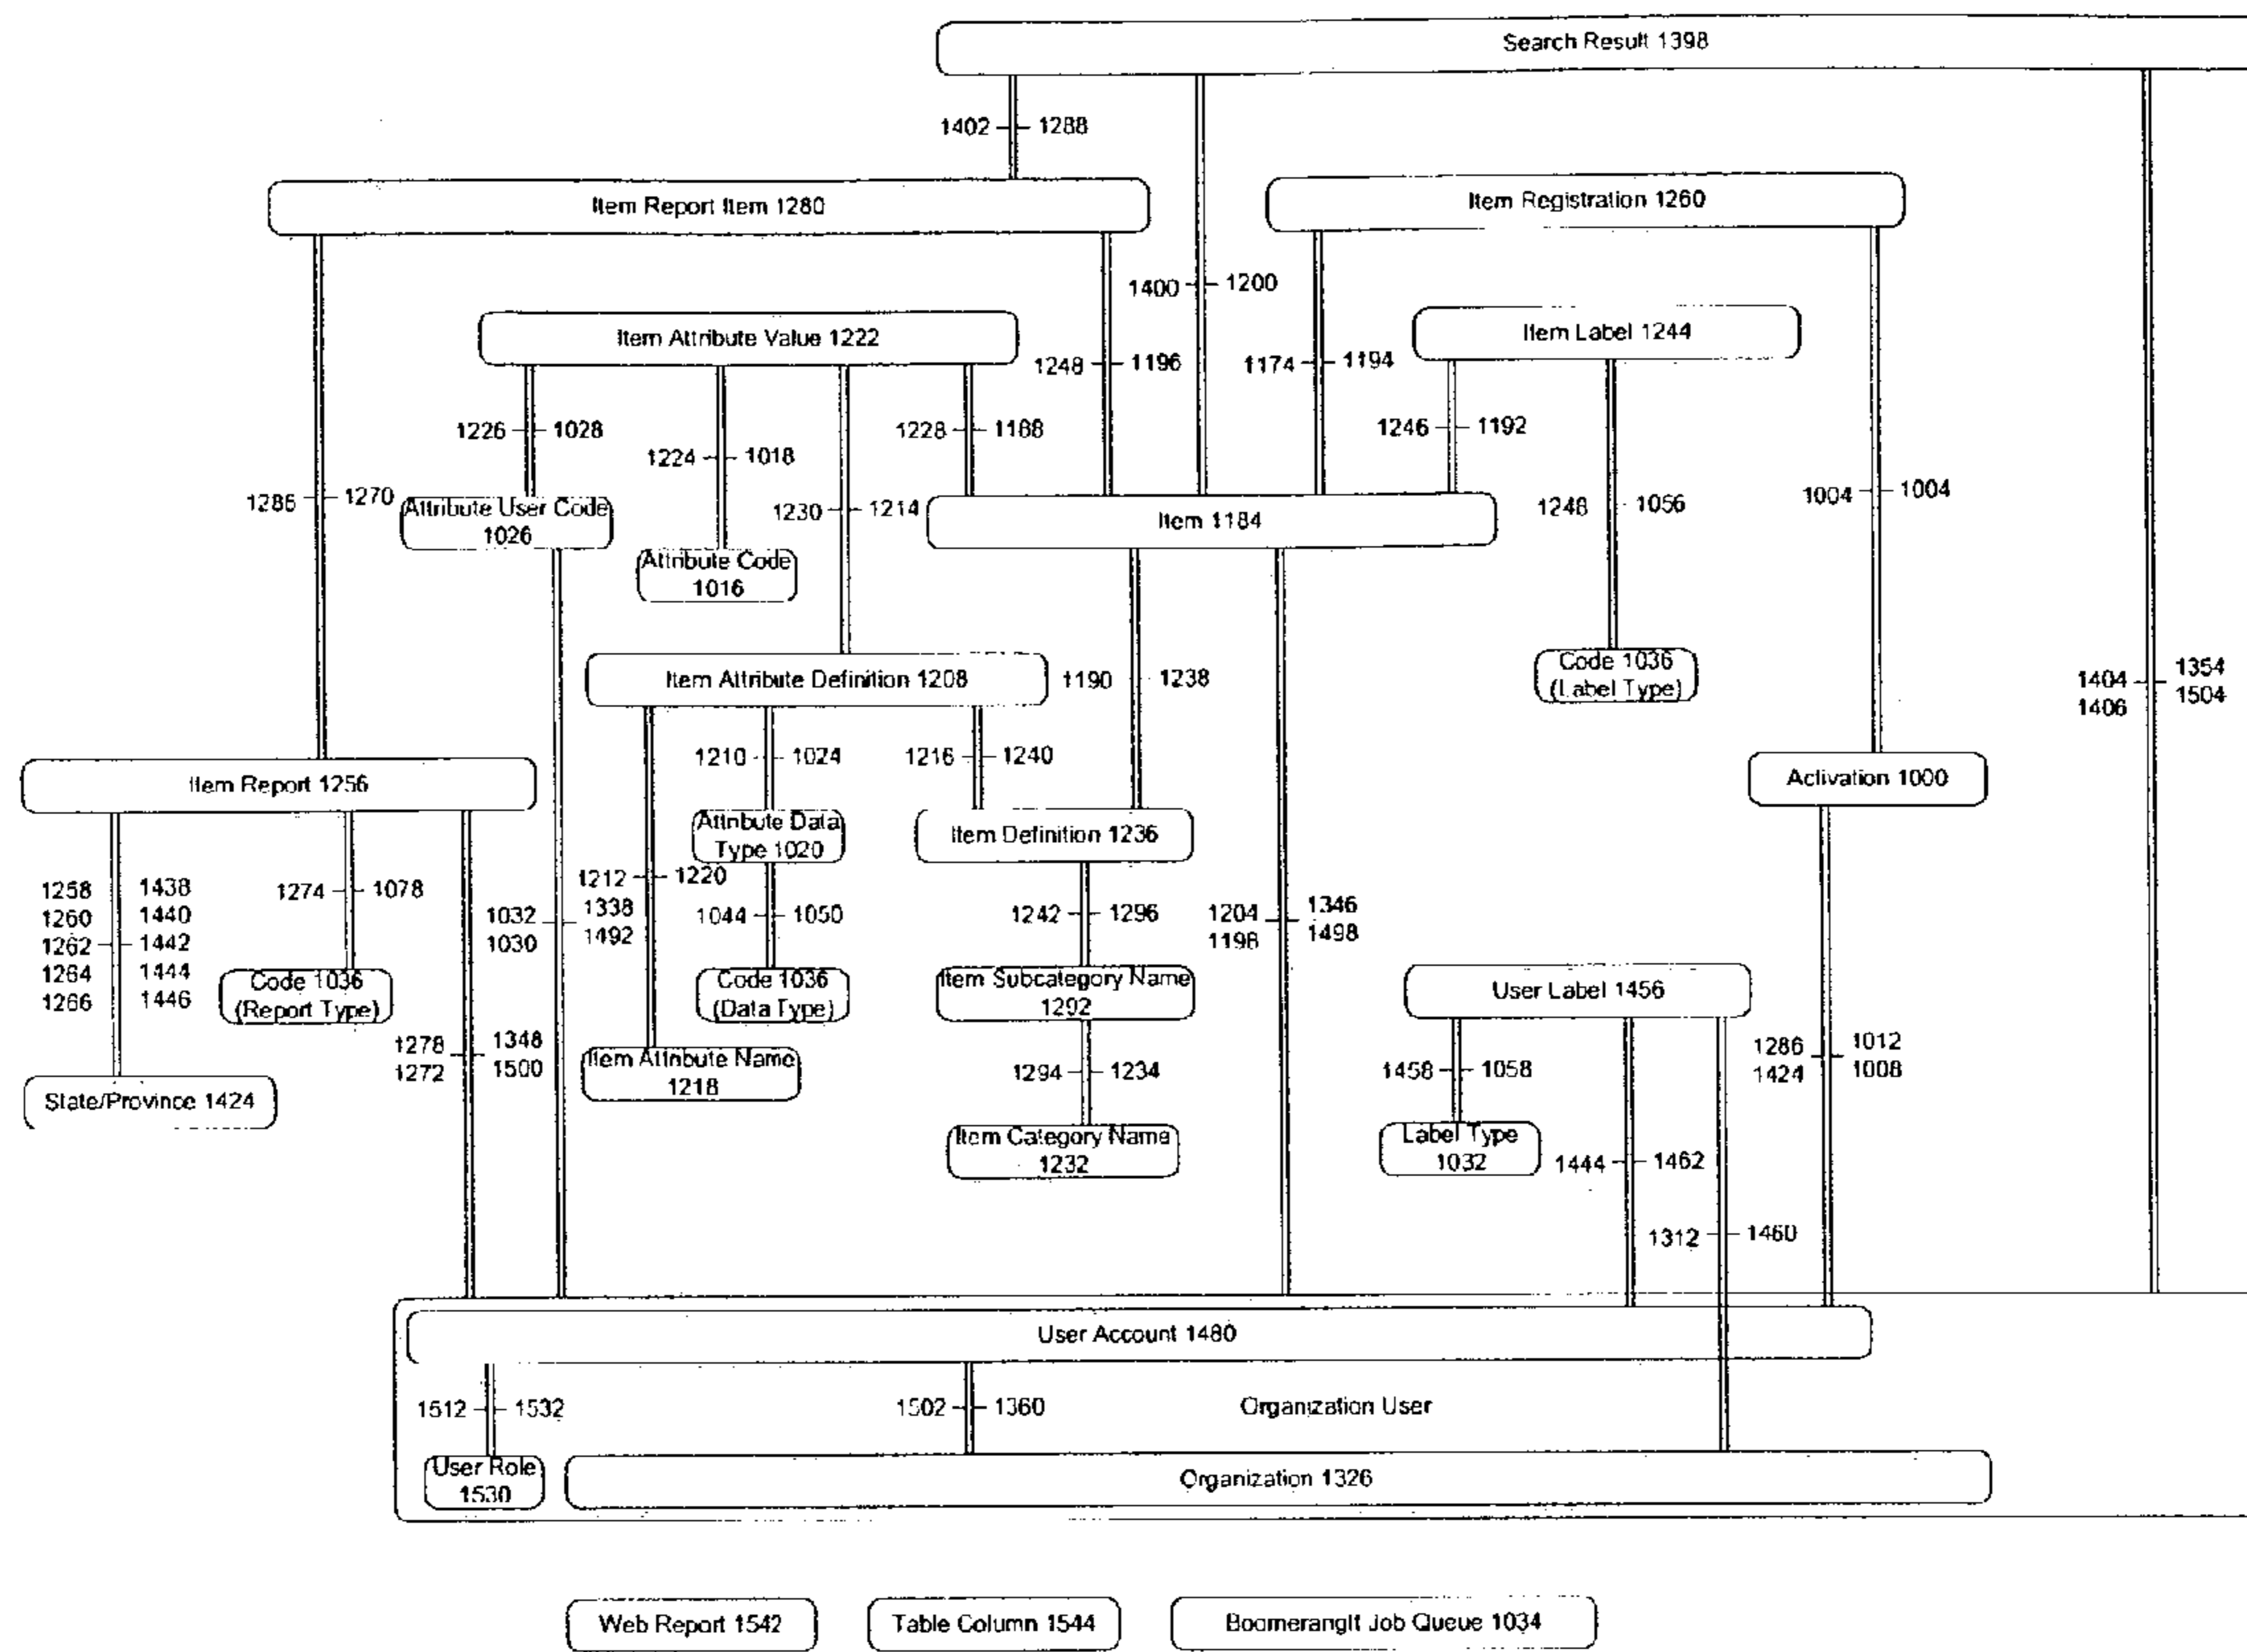 Search Result 1398
1402 1288
Item Report Item 1280
Item Registration 1260
1400 1200
Item Attribute Value 1222
Item Label 1244
1248 1196
1174 1194
1226 1028
1224 1018
1228 1188
1246 1192
1286 1270
1230 1214
1248 1056
1004 1004
Attribute User Code
1026
Item 1184
Attribute Code
1016
Item Attribute Definition 1208
1190 1238
Code 1036
(Label Type)
1404 1354
1406 1504
1210 1024
1216 1240
Item Report 1256
Activation 1000
Attribute Data
Type 1020
Item Definition 1236
1258 1438
1260 1440
1262 1442
1264 1444
1266 1446
1274 1078
1032 1338
1030 1492
1212 1220
1044 1050
1242 1296
1204 1346
1198 1498
Code 1036
(Report Type)
Code 1036
(Data Type)
Item Subcategory Name
1292
User Label 1456
1278 1348
1272 1500
Item Attribute Name
1218
1294 1234
1458 1058
1286 1012
1424 1008
State/Province 1424
Item Category Name
1232
Label Type
1032
1444 1462
1312 1460
User Account 1480
1512 1532
1502 1360
Organization User
User Role
1530
Organization 1326
Web Report 1542
Table Column 1544
BoomerangIt Job Queue 1034